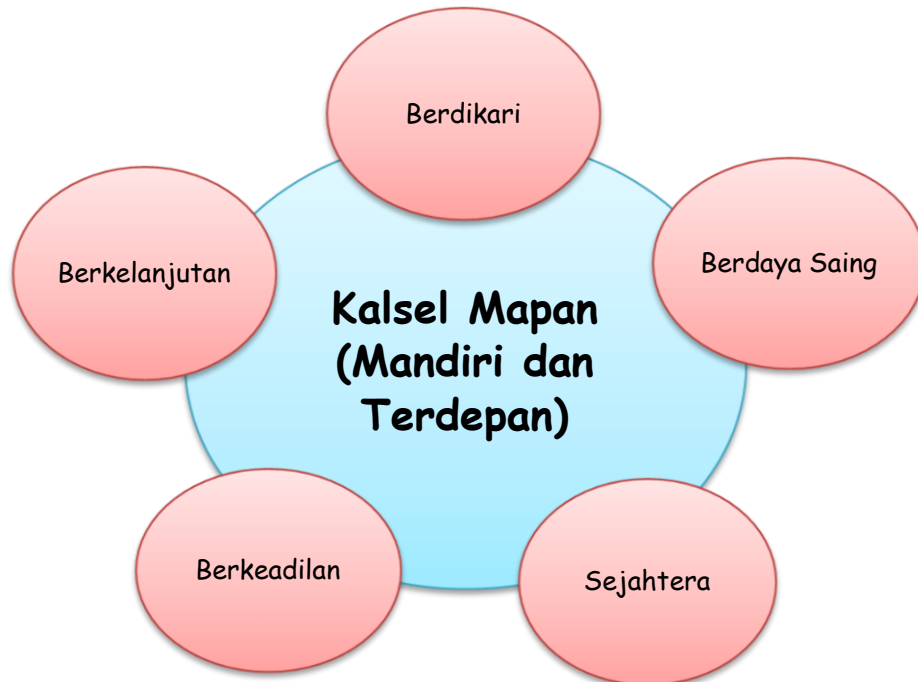 Berdikari
Berdaya Saing
Berkelanjutan
Kalsel Mapan
(Mandiri dan
Terdepan)
Berkeadilan
Sejahtera